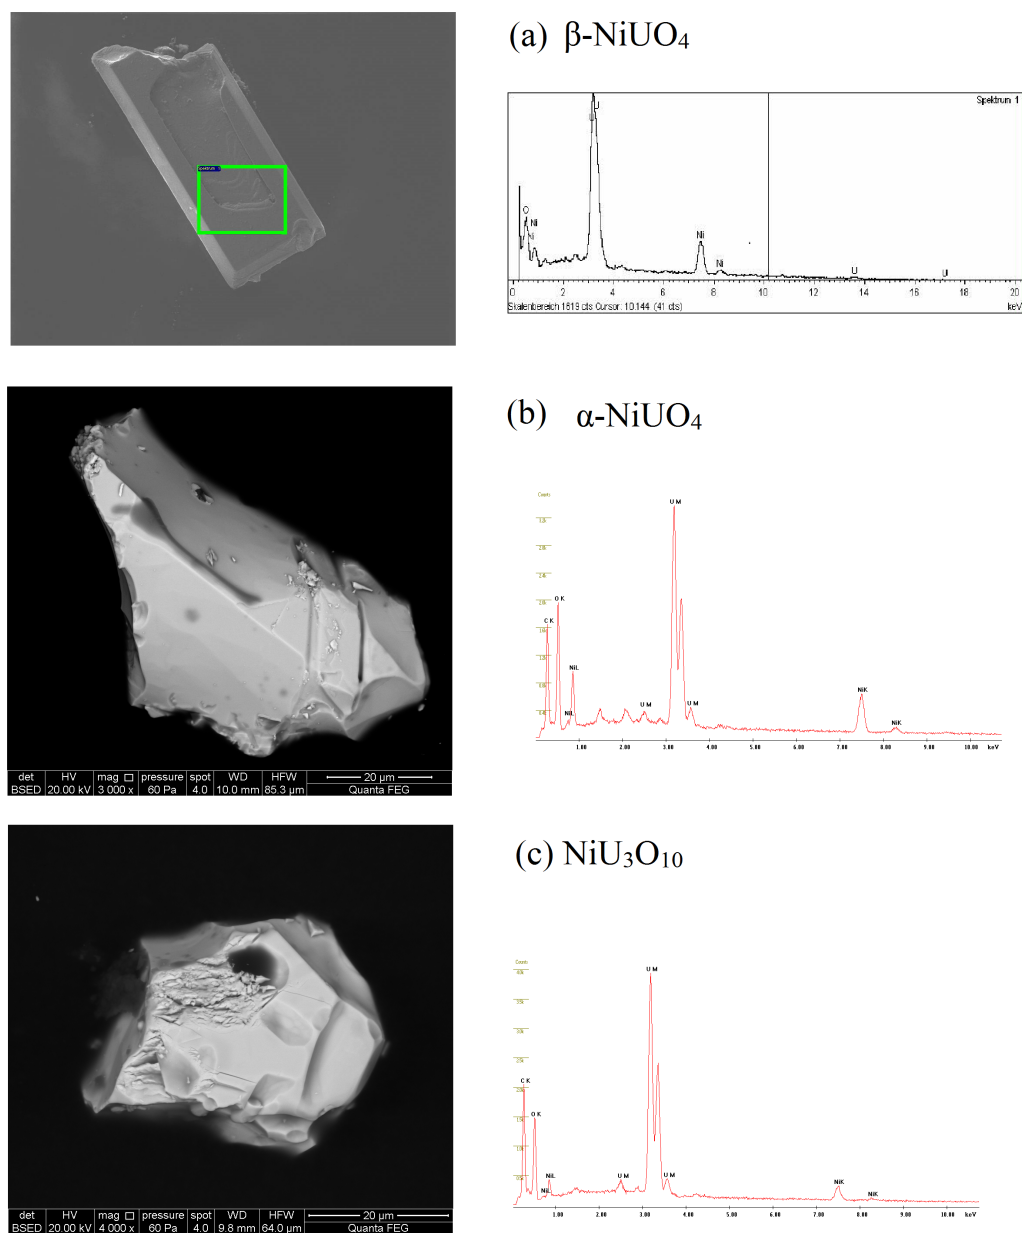 (a) β-NiUO₄
Spektrum 1
Spektrum 1
U
U
O
Ni
Ni
Ni
Ni
U
U
0 2 4 6 8 10 12 14 16 18 20
Skalenbereich 1619 cts Cursor: 10.144 (41 cts) keV
(b) α-NiUO₄
Counts
U M
O K
C K
NiL
NiL
U M
U M
NiK
NiK
1.00 2.00 3.00 4.00 5.00 6.00 7.00 8.00 9.00 10.00 keV
det HV mag □ pressure spot WD HFW 20 µm
BSED 20.00 kV 3 000 x 60 Pa 4.0 10.0 mm 85.3 µm Quanta FEG
(c) NiU₃O₁₀
Counts
U M
C K
O K
NiL
NiL
U M
U M
NiK
NiK
1.00 2.00 3.00 4.00 5.00 6.00 7.00 8.00 9.00 10.00 keV
det HV mag □ pressure spot WD HFW 20 µm
BSED 20.00 kV 4 000 x 60 Pa 4.0 9.8 mm 64.0 µm Quanta FEG